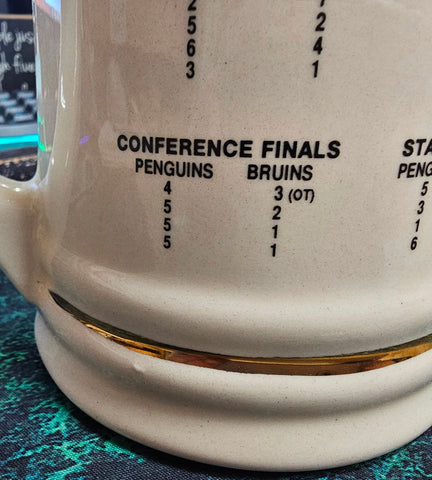 2
5 2
6 4
3 1
CONFERENCE FINALS STA
PENGUINS BRUINS PENG
4 3 (OT) 5
5 2 3
5 1 1
5 1 6